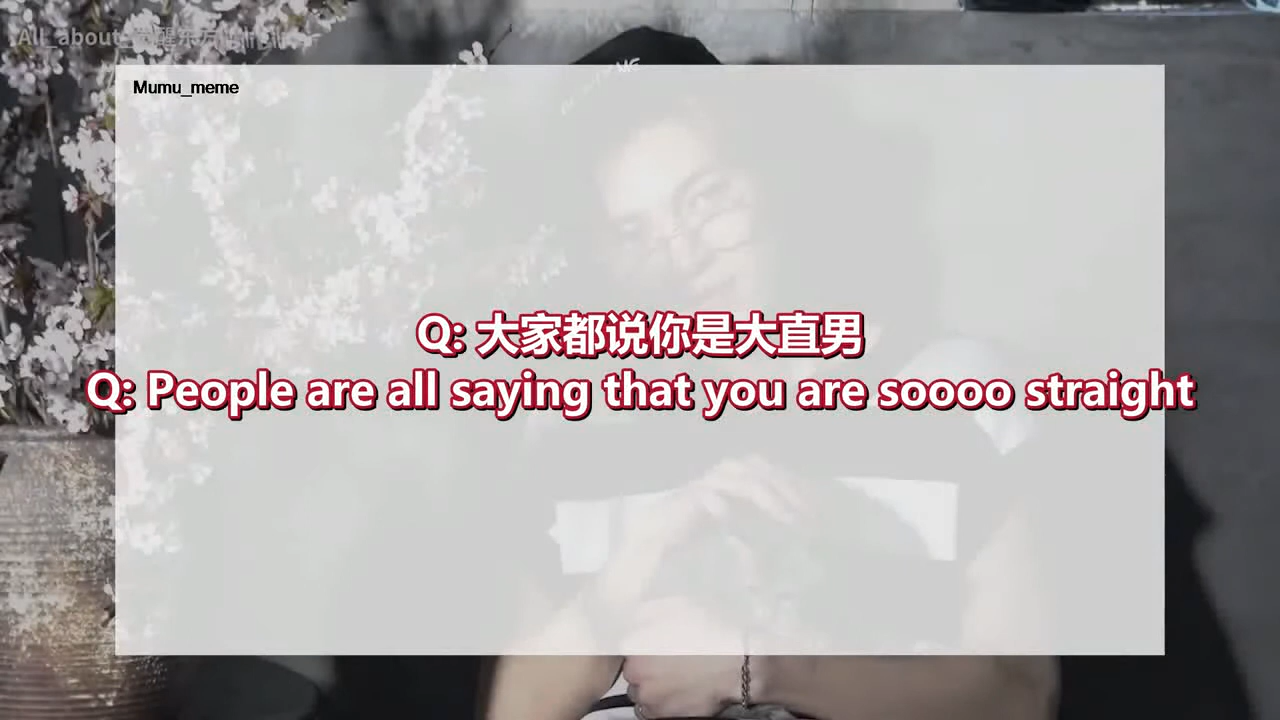 Mumu_meme
Q: 大家都说你是大直男
Q: People are all saying that you are soooo straight